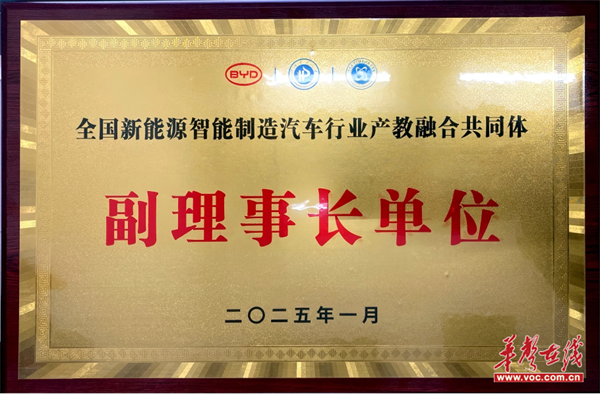 BYD
全国新能源智能制造汽车行业产教融合共同体
副理事长单位
二〇二五年一月
华声在线
www.voc.com.cn